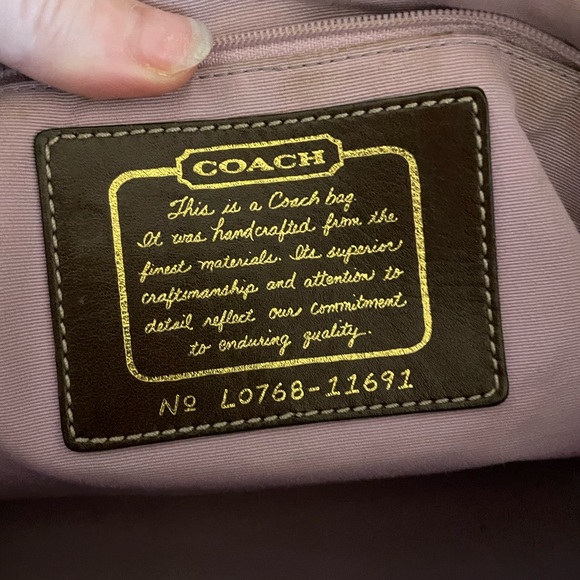 COACH
This is a Coach bag.
It was handcrafted from the
finest materials. Its superior
craftsmanship and attention to
detail reflect our commitment
to enduring quality.
Nº L0768-11691